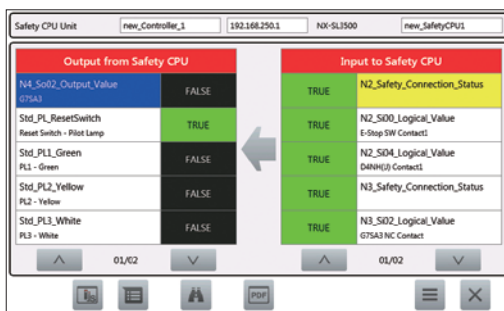 Safety CPU Unit new_Controller_1 192.168.250.1 NX-SL3500 new_SafetyCPU1
Output from Safety CPU
N4_So02_Output_Value
G7SA3
FALSE
Std_PL_ResetSwitch
Reset Switch - Pilot Lamp
TRUE
Std_PL1_Green
PL1 - Green
FALSE
Std_PL2_Yellow
PL2 - Yellow
FALSE
Std_PL3_White
PL3 - White
FALSE
01/02
Input to Safety CPU
TRUE
N2_Safety_Connection_Status
TRUE
N2_Si00_Logical_Value
E-Stop SW Contact1
TRUE
N2_Si04_Logical_Value
D4NH(J) Contact1
TRUE
N3_Safety_Connection_Status
TRUE
N3_Si02_Logical_Value
G7SA3 NC Contact
01/02
PDF